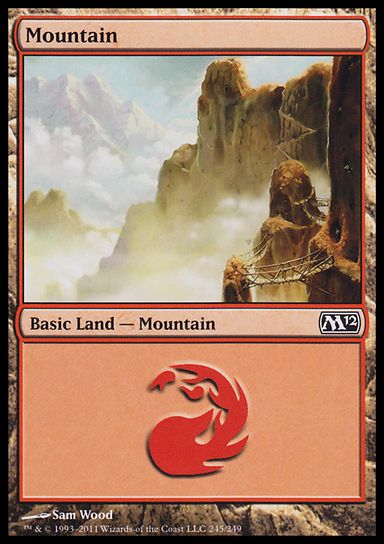 Mountain
Basic Land — Mountain
M12
Sam Wood
™ & © 1993–2011 Wizards of the Coast LLC 245/249